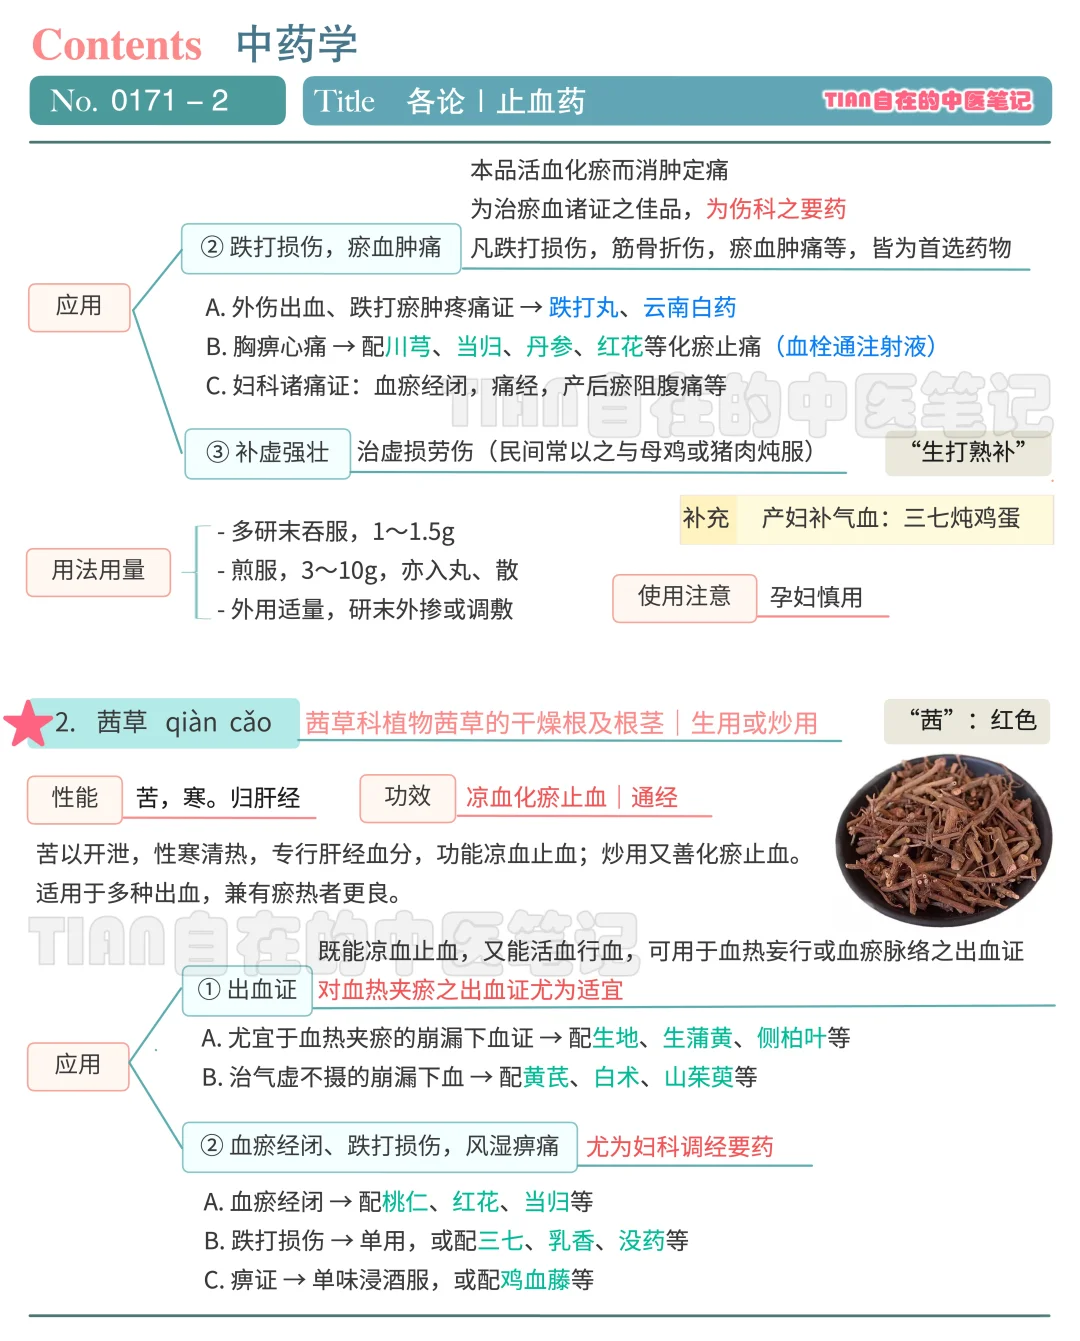 Contents 中药学
No. 0171 – 2
Title 各论 | 止血药
TIAN自在的中医笔记
本品活血化瘀而消肿定痛
为治瘀血诸证之佳品，为伤科之要药
② 跌打损伤，瘀血肿痛
凡跌打损伤，筋骨折伤，瘀血肿痛等，皆为首选药物
应用
A. 外伤出血、跌打瘀肿疼痛证 → 跌打丸、云南白药
B. 胸痹心痛 → 配川芎、当归、丹参、红花等化瘀止痛（血栓通注射液）
C. 妇科诸痛证：血瘀经闭，痛经，产后瘀阻腹痛等
TIAN自在的中医笔记
③ 补虚强壮
治虚损劳伤（民间常以之与母鸡或猪肉炖服）
“生打熟补”
补充 产妇补气血：三七炖鸡蛋
用法用量
- 多研末吞服，1～1.5g
- 煎服，3～10g，亦入丸、散
- 外用适量，研末外掺或调敷
使用注意
孕妇慎用
2. 茜草 qiàn cǎo
茜草科植物茜草的干燥根及根茎｜生用或炒用
“茜”：红色
性能
苦，寒。归肝经
功效
凉血化瘀止血｜通经
苦以开泄，性寒清热，专行肝经血分，功能凉血止血；炒用又善化瘀止血。
适用于多种出血，兼有瘀热者更良。
TIAN自在的中医笔记
既能凉血止血，又能活血行血，可用于血热妄行或血瘀脉络之出血证
① 出血证
对血热夹瘀之出血证尤为适宜
应用
A. 尤宜于血热夹瘀的崩漏下血证 → 配生地、生蒲黄、侧柏叶等
B. 治气虚不摄的崩漏下血 → 配黄芪、白术、山茱萸等
② 血瘀经闭、跌打损伤，风湿痹痛
尤为妇科调经要药
A. 血瘀经闭 → 配桃仁、红花、当归等
B. 跌打损伤 → 单用，或配三七、乳香、没药等
C. 痹证 → 单味浸酒服，或配鸡血藤等